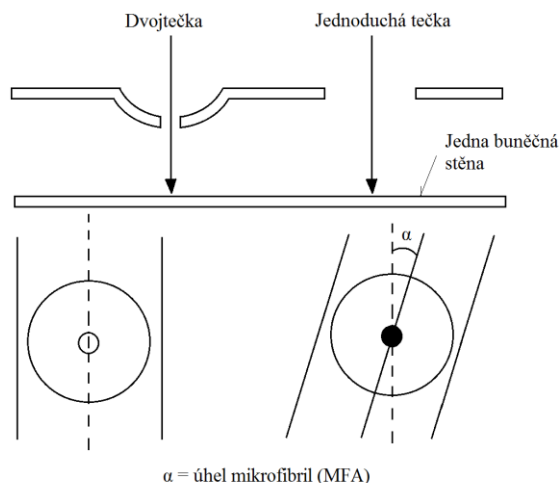 Dvojtečka
Jednoduchá tečka
Jedna buněčná
stěna
α
α = úhel mikrofibril (MFA)